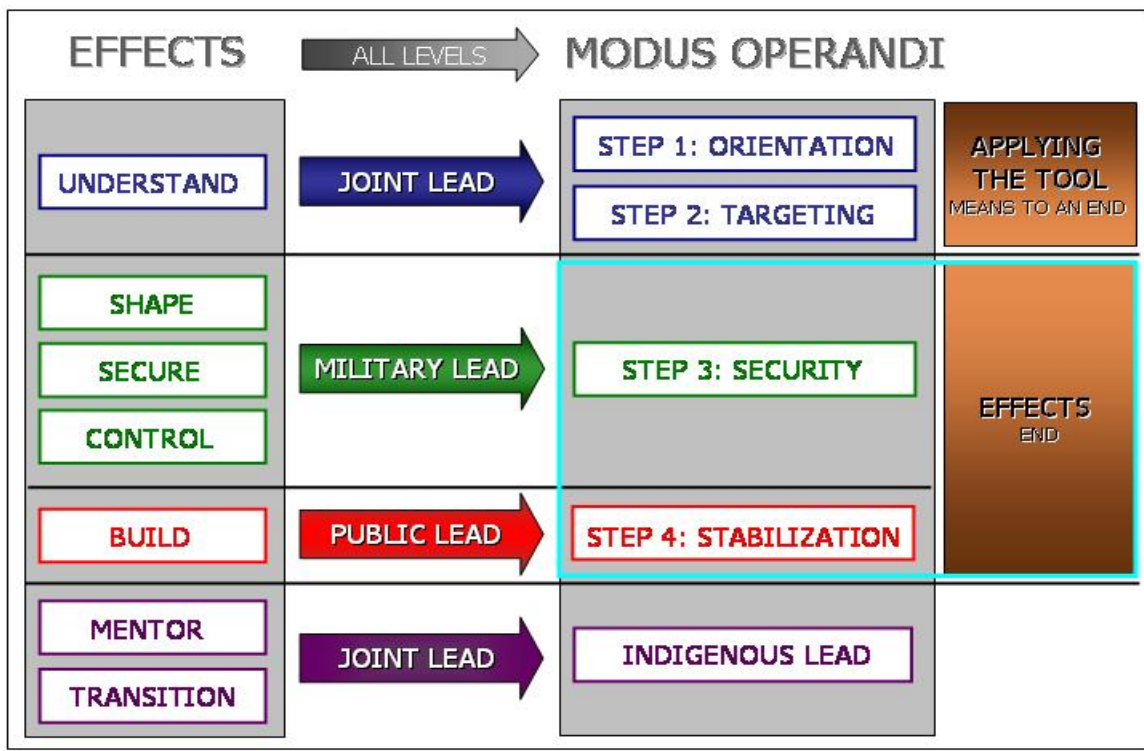 EFFECTS
ALL LEVELS
MODUS OPERANDI
UNDERSTAND
JOINT LEAD
STEP 1: ORIENTATION
STEP 2: TARGETING
APPLYING
THE TOOL
MEANS TO AN END
SHAPE
SECURE
CONTROL
MILITARY LEAD
STEP 3: SECURITY
EFFECTS
END
BUILD
PUBLIC LEAD
STEP 4: STABILIZATION
MENTOR
TRANSITION
JOINT LEAD
INDIGENOUS LEAD